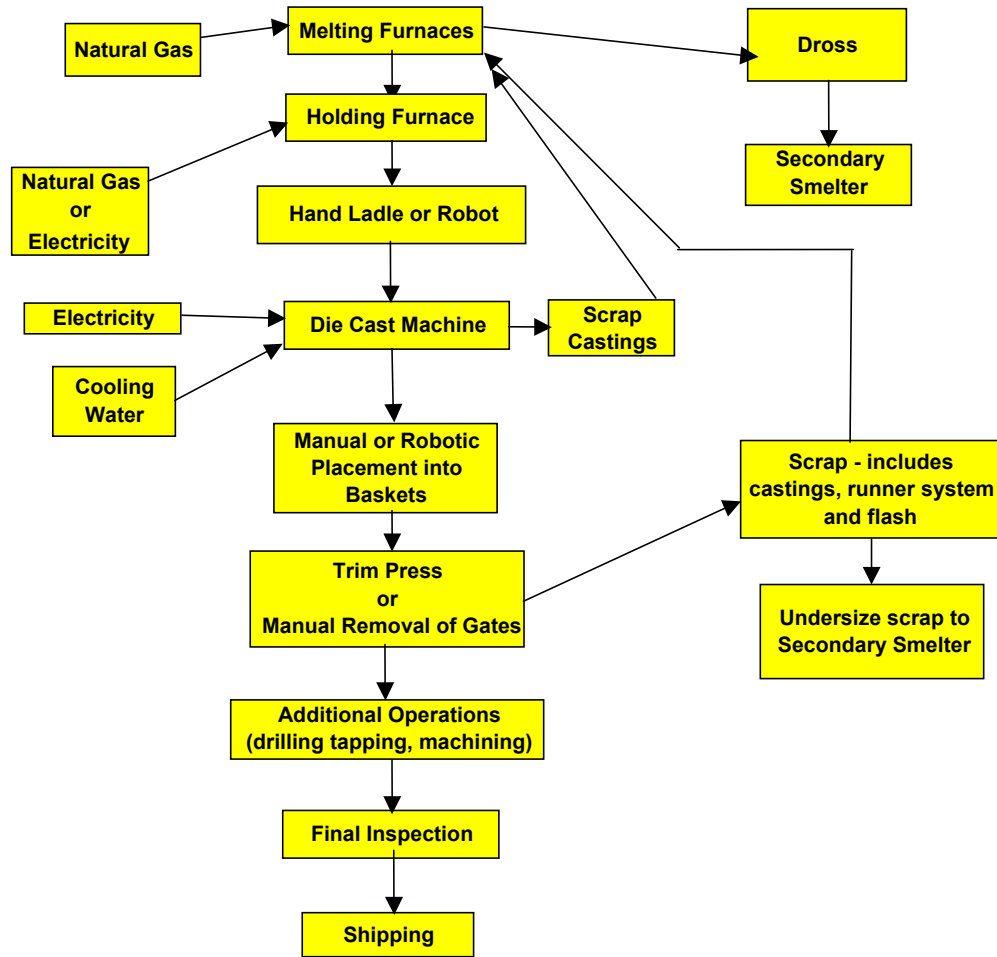 Melting Furnaces
Natural Gas
Dross
Holding Furnace
Natural Gas
or
Electricity
Secondary
Smelter
Hand Ladle or Robot
Electricity
Die Cast Machine
Scrap
Castings
Cooling
Water
Manual or Robotic
Placement into
Baskets
Scrap - includes
castings, runner system
and flash
Trim Press
or
Manual Removal of Gates
Undersize scrap to
Secondary Smelter
Additional Operations
(drilling tapping, machining)
Final Inspection
Shipping